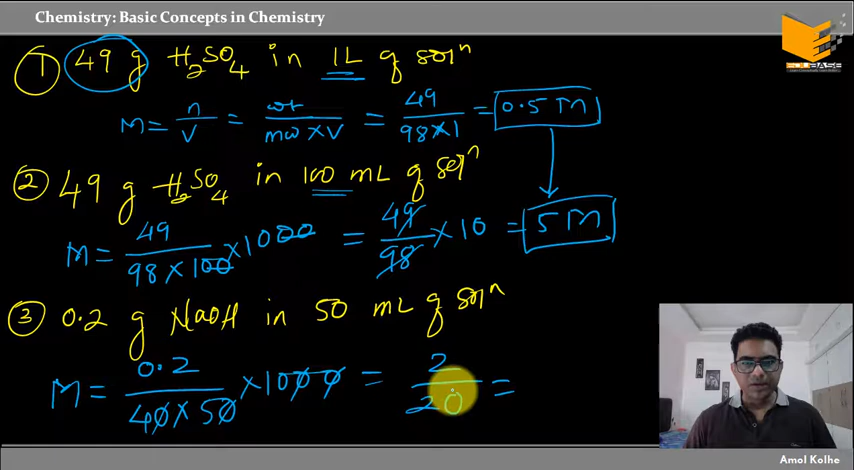 Chemistry: Basic Concepts in Chemistry
EDUBASE
① 49 g H₂SO₄ in 1L of solⁿ
M = n/V = wt/(mw × V) = 49/(98×1) = 0.5 M
② 49 g H₂SO₄ in 100 mL of solⁿ
M = 49/(98×100) × 1000 = 49/98 × 10 = 5 M
③ 0.2 g NaOH in 50 mL of solⁿ
M = 0.2/(40×50) × 1000 = 2/20 =
Amol Kolhe